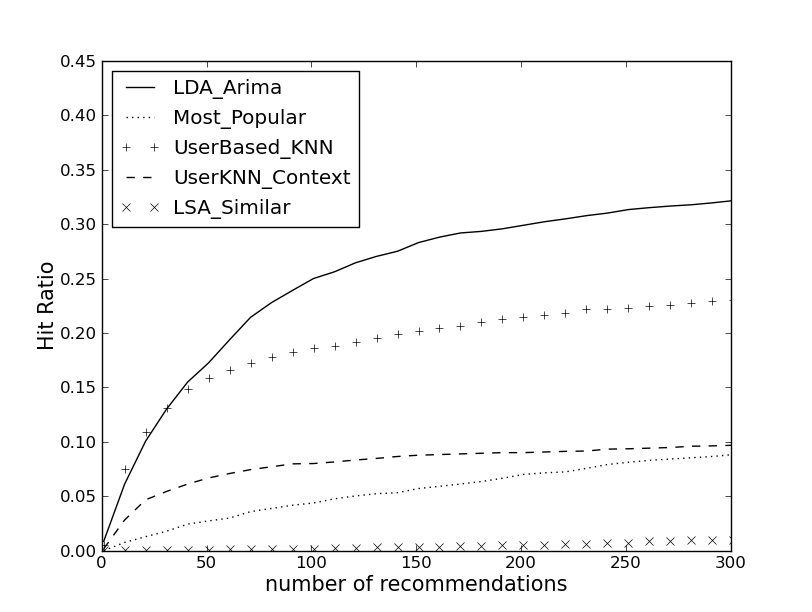 0.45
0.40
0.35
0.30
0.25
0.20
0.15
0.10
0.05
0.00
Hit Ratio
LDA_Arima
Most_Popular
UserBased_KNN
UserKNN_Context
LSA_Similar
0 50 100 150 200 250 300
number of recommendations